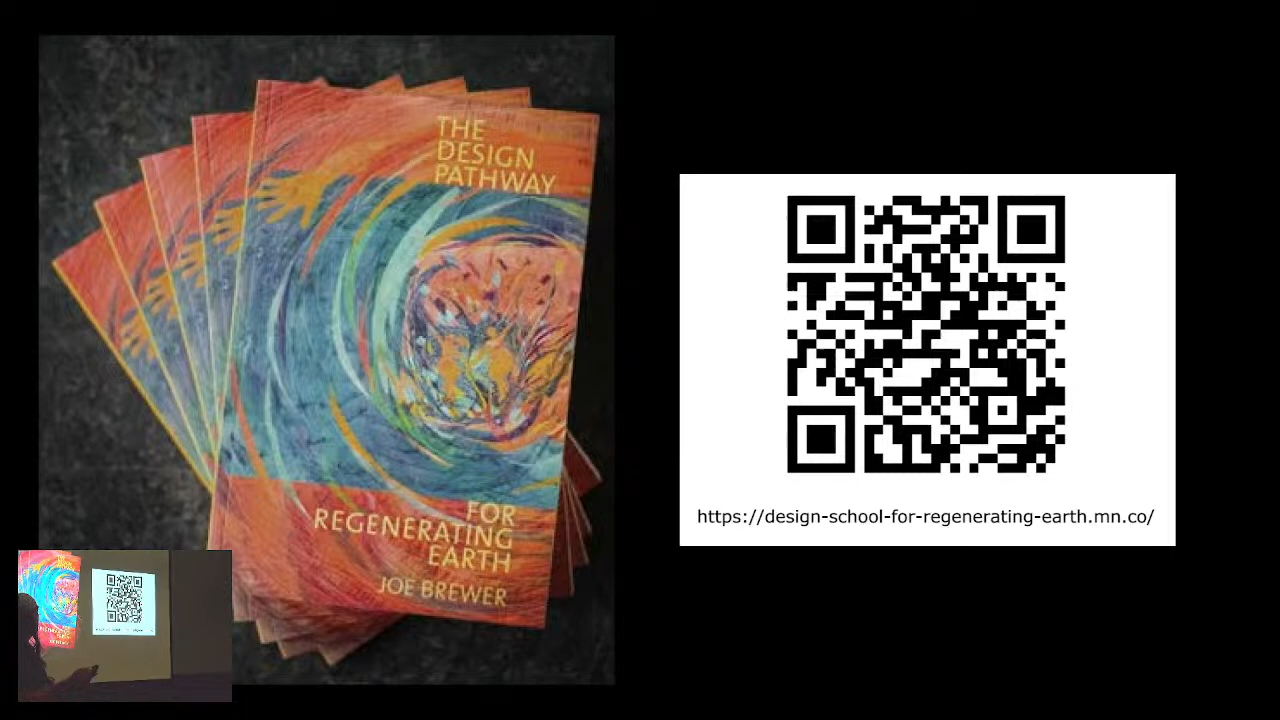 THE
DESIGN
PATHWAY
FOR
REGENERATING
EARTH
JOE BREWER
https://design-school-for-regenerating-earth.mn.co/